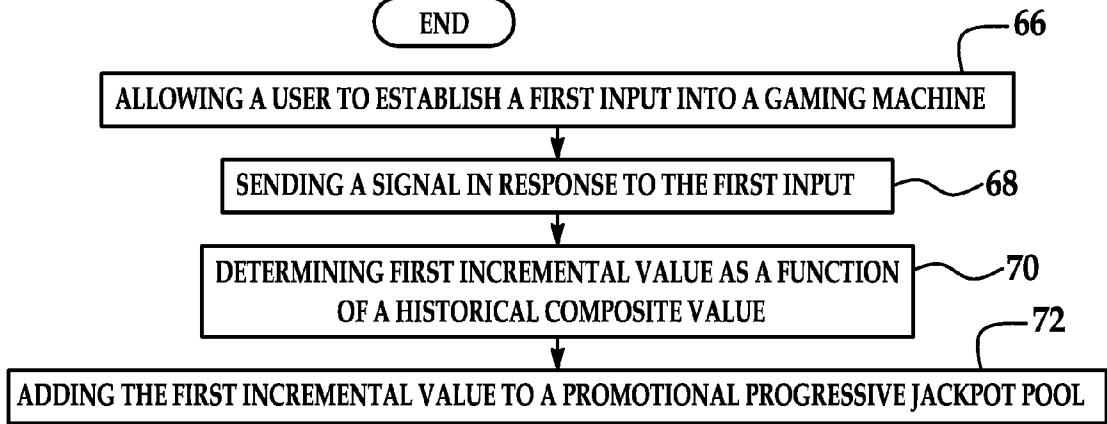 END
66
ALLOWING A USER TO ESTABLISH A FIRST INPUT INTO A GAMING MACHINE
SENDING A SIGNAL IN RESPONSE TO THE FIRST INPUT
68
DETERMINING FIRST INCREMENTAL VALUE AS A FUNCTION
OF A HISTORICAL COMPOSITE VALUE
70
72
ADDING THE FIRST INCREMENTAL VALUE TO A PROMOTIONAL PROGRESSIVE JACKPOT POOL